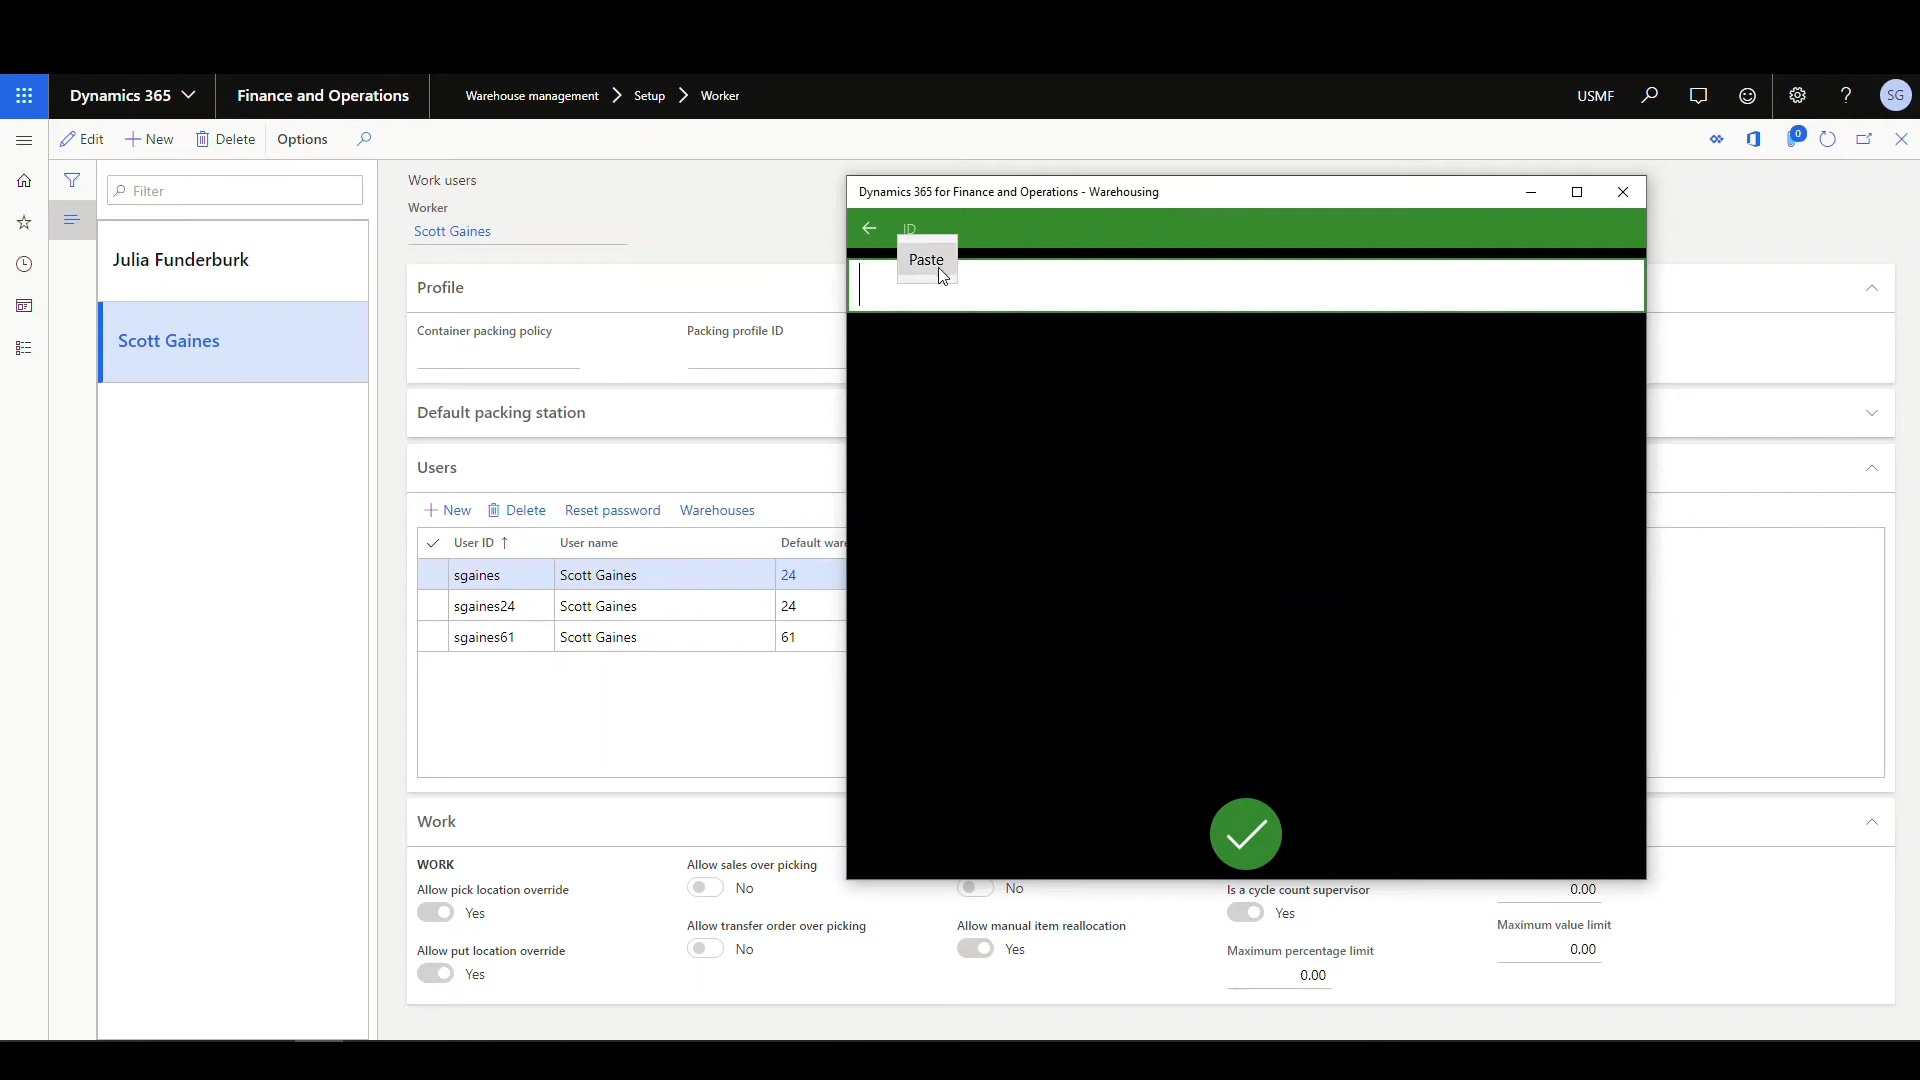 Dynamics 365
Finance and Operations
Warehouse management
Setup
Worker
USMF
SG
Edit
New
Delete
Options
0
Filter
Julia Funderburk
Scott Gaines
Work users
Worker
Scott Gaines
Profile
Container packing policy
Packing profile ID
Default packing station
Users
New
Delete
Reset password
Warehouses
User ID
User name
Default ware
sgaines
Scott Gaines
24
sgaines24
Scott Gaines
24
sgaines61
Scott Gaines
61
Work
WORK
Allow pick location override
Yes
Allow put location override
Yes
Allow sales over picking
No
Allow transfer order over picking
No
No
Allow manual item reallocation
Yes
Is a cycle count supervisor
Yes
Maximum percentage limit
0.00
0.00
Maximum value limit
0.00
Dynamics 365 for Finance and Operations - Warehousing
ID
Paste